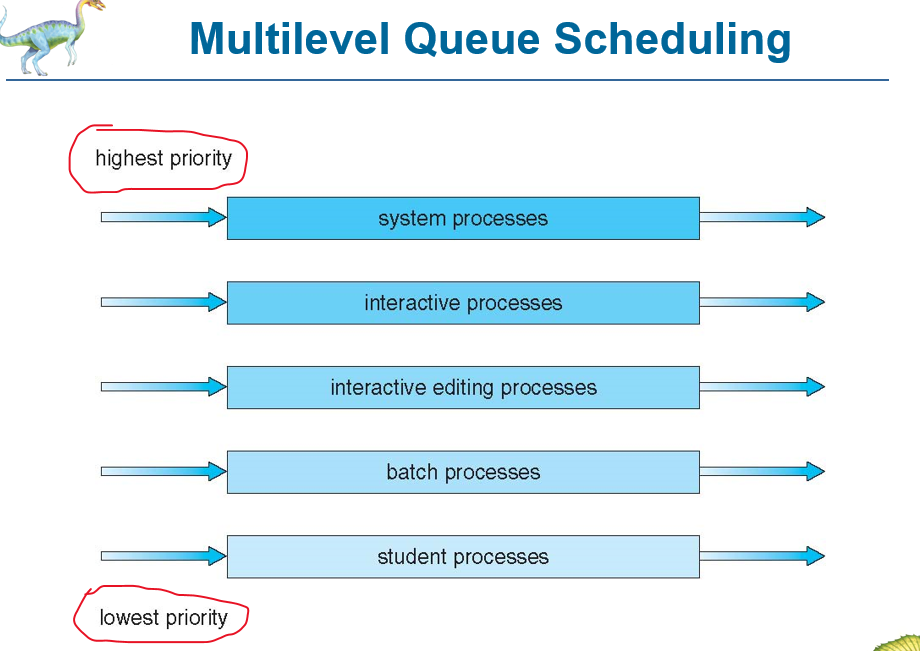 Multilevel Queue Scheduling
highest priority
system processes
interactive processes
interactive editing processes
batch processes
student processes
lowest priority